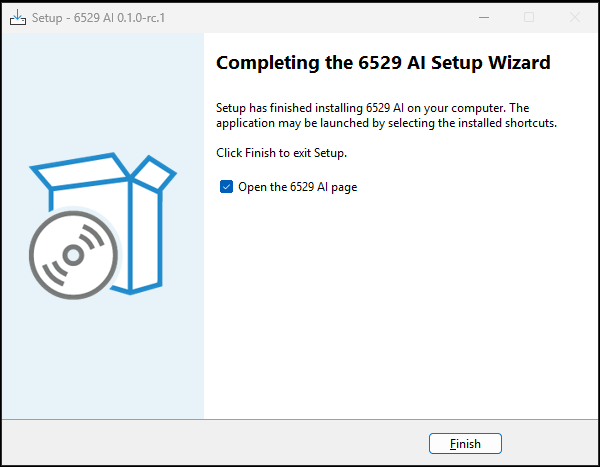 Setup - 6529 AI 0.1.0-rc.1
Completing the 6529 AI Setup Wizard
Setup has finished installing 6529 AI on your computer. The
application may be launched by selecting the installed shortcuts.
Click Finish to exit Setup.
Open the 6529 AI page
Finish